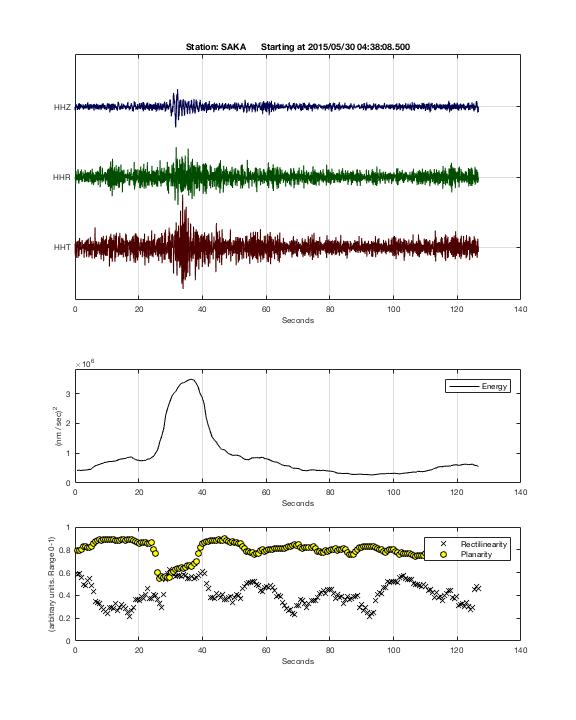 Station: SAKA Starting at 2015/05/30 04:38:08.500
HHZ
HHR
HHT
0 20 40 60 80 100 120 140
Seconds
×10^6
Energy
3
2
1
0
(nm / sec)^2
0 20 40 60 80 100 120 140
Seconds
1
0.8
0.6
0.4
0.2
0
(arbitrary units. Range 0-1)
Rectilinearity
Planarity
0 20 40 60 80 100 120 140
Seconds